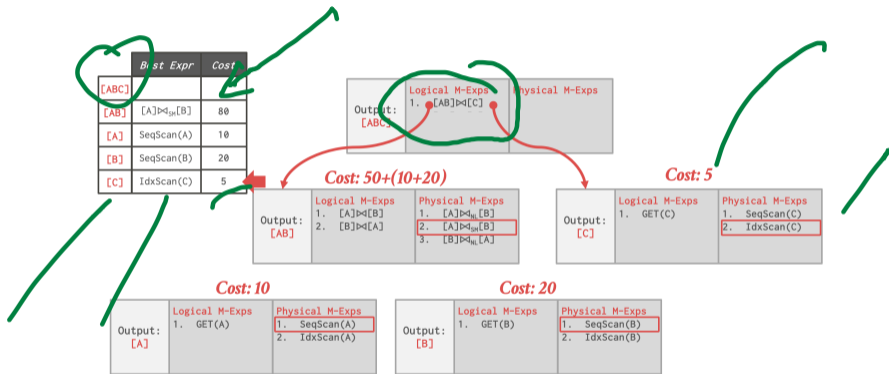 Best Expr Cost
[ABC]
[AB] [A]⋈SM[B] 80
[A] SeqScan(A) 10
[B] SeqScan(B) 20
[C] IdxScan(C) 5
Output:
[ABC]
Logical M-Exps
1. [AB]⋈[C]
Physical M-Exps
Cost: 50+(10+20)
Output:
[AB]
Logical M-Exps
1. [A]⋈[B]
2. [B]⋈[A]
Physical M-Exps
1. [A]⋈NL[B]
2. [A]⋈SM[B]
3. [B]⋈NL[A]
Cost: 5
Output:
[C]
Logical M-Exps
1. GET(C)
Physical M-Exps
1. SeqScan(C)
2. IdxScan(C)
Cost: 10
Output:
[A]
Logical M-Exps
1. GET(A)
Physical M-Exps
1. SeqScan(A)
2. IdxScan(A)
Cost: 20
Output:
[B]
Logical M-Exps
1. GET(B)
Physical M-Exps
1. SeqScan(B)
2. IdxScan(B)